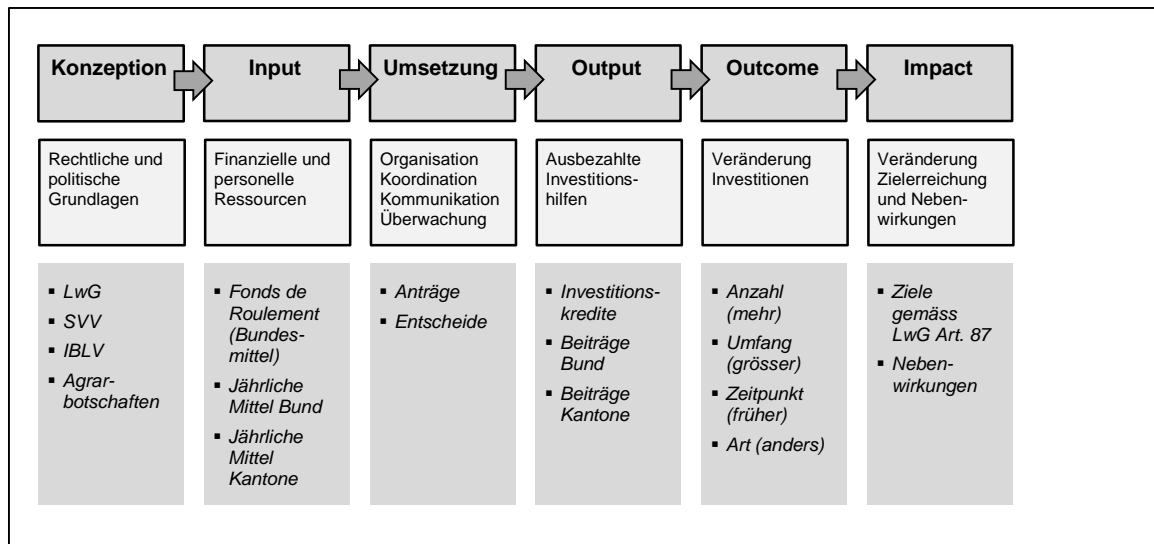 Konzeption
Input
Umsetzung
Output
Outcome
Impact
Rechtliche und
politische
Grundlagen
Finanzielle und
personelle
Ressourcen
Organisation
Koordination
Kommunikation
Überwachung
Ausbezahlte
Investitions-
hilfen
Veränderung
Investitionen
Veränderung
Zielerreichung
und Neben-
wirkungen
▪ LwG
▪ SVV
▪ IBLV
▪ Agrar-
botschaften
▪ Fonds de
Roulement
(Bundes-
mittel)
▪ Jährliche
Mittel Bund
▪ Jährliche
Mittel
Kantone
▪ Anträge
▪ Entscheide
▪ Investitions-
kredite
▪ Beiträge
Bund
▪ Beiträge
Kantone
▪ Anzahl
(mehr)
▪ Umfang
(grösser)
▪ Zeitpunkt
(früher)
▪ Art (anders)
▪ Ziele
gemäss
LwG Art. 87
▪ Neben-
wirkungen